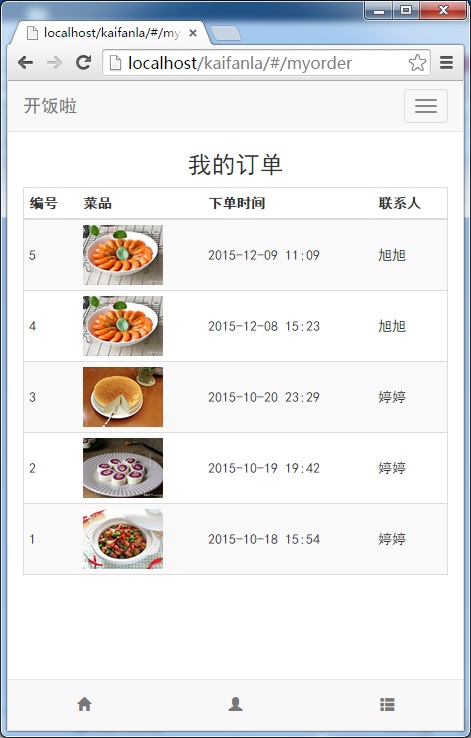 localhost/kaifanla/#/my
localhost/kaifanla/#/myorder
开饭啦
我的订单
编号 菜品 下单时间 联系人
5 2015-12-09 11:09 旭旭
4 2015-12-08 15:23 旭旭
3 2015-10-20 23:29 婷婷
2 2015-10-19 19:42 婷婷
1 2015-10-18 15:54 婷婷